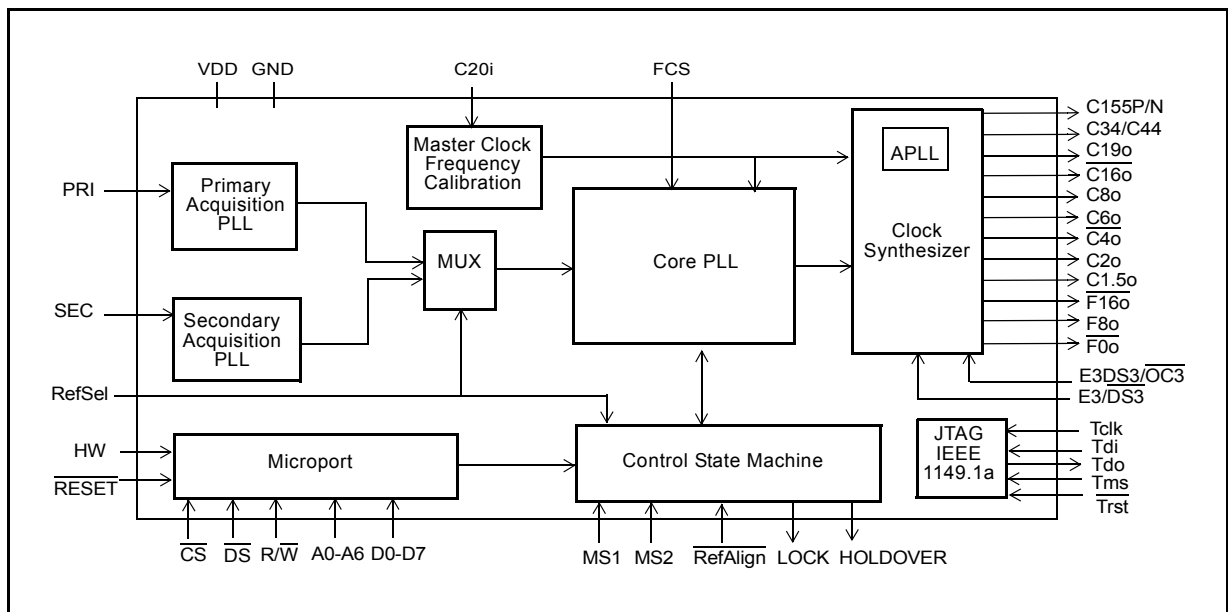 VDD GND C20i FCS
C155P/N
C34/C44
C19o
C16o
C8o
C6o
C4o
C2o
C1.5o
F16o
F8o
F0o
Master Clock
Frequency
Calibration
APLL
PRI
Primary
Acquisition
PLL
MUX
Core PLL
Clock
Synthesizer
SEC
Secondary
Acquisition
PLL
E3DS3/OC3
E3/DS3
RefSel
HW
RESET
Microport
Control State Machine
JTAG
IEEE
1149.1a
Tclk
Tdi
Tdo
Tms
Trst
CS DS R/W A0-A6 D0-D7
MS1 MS2 RefAlign LOCK HOLDOVER